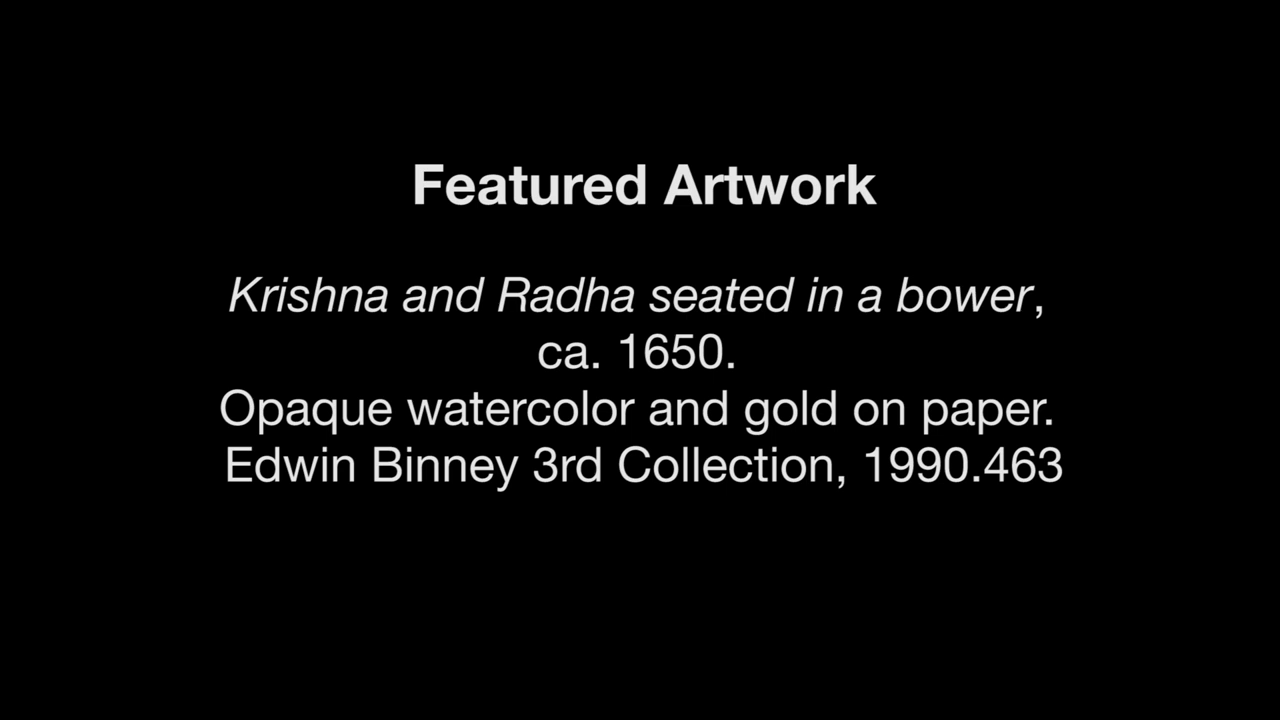 Featured Artwork
Krishna and Radha seated in a bower,
ca. 1650.
Opaque watercolor and gold on paper.
Edwin Binney 3rd Collection, 1990.463